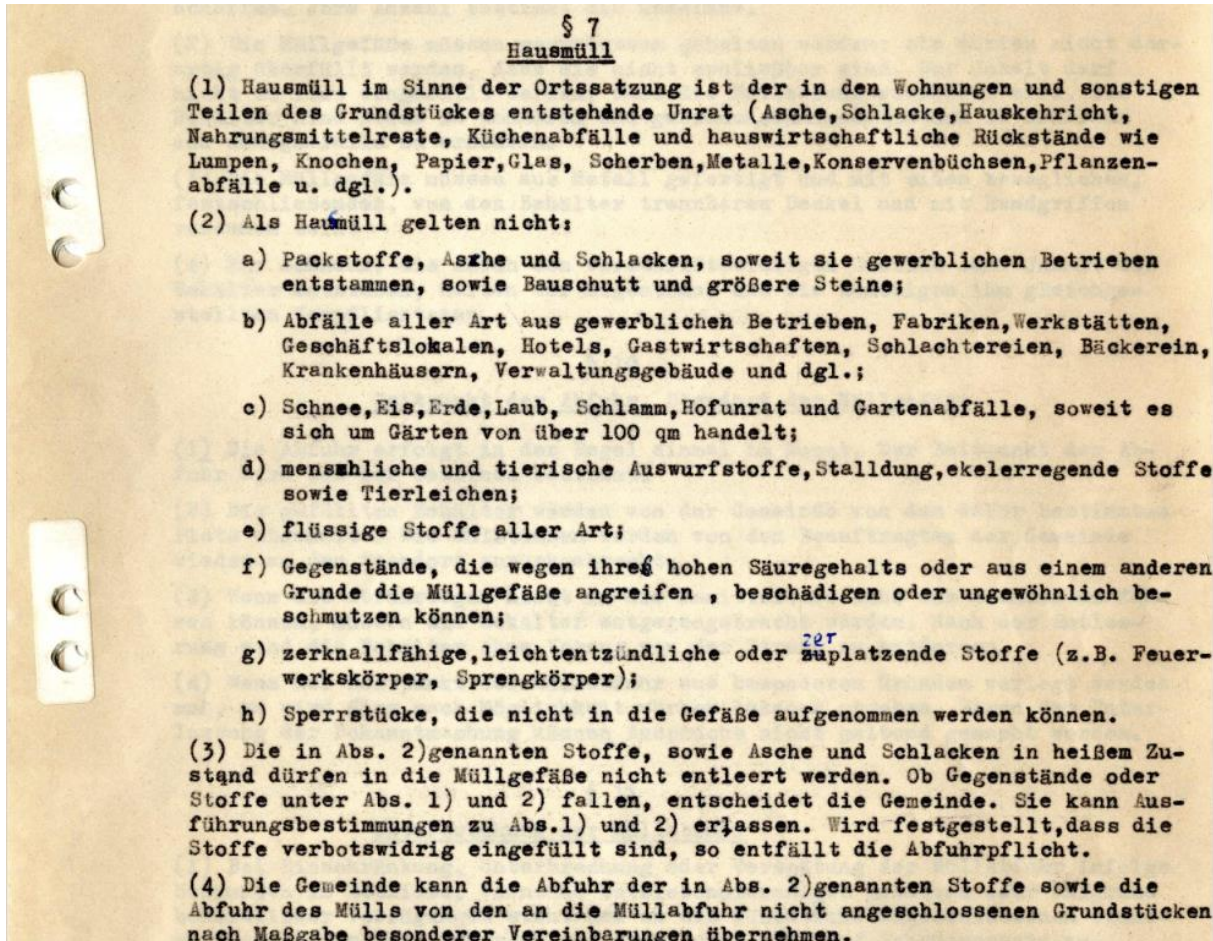 § 7
Hausmüll
(1) Hausmüll im Sinne der Ortssatzung ist der in den Wohnungen und sonstigen
Teilen des Grundstückes entstehende Unrat (Asche,Schlacke,Hauskehricht,
Nahrungsmittelreste, Küchenabfälle und hauswirtschaftliche Rückstände wie
Lumpen, Knochen, Papier,Glas, Scherben,Metalle,Konservenbüchsen,Pflanzen-
abfälle u. dgl.).
(2) Als Hausmüll gelten nicht:
a) Packstoffe, Asche und Schlacken, soweit sie gewerblichen Betrieben
entstammen, sowie Bauschutt und größere Steine;
b) Abfälle aller Art aus gewerblichen Betrieben, Fabriken,Werkstätten,
Geschäftslokalen, Hotels, Gastwirtschaften, Schlachtereien, Bäckerein,
Krankenhäusern, Verwaltungsgebäude und dgl.;
c) Schnee,Eis,Erde,Laub, Schlamm,Hofunrat und Gartenabfälle, soweit es
sich um Gärten von über 100 qm handelt;
d) menschliche und tierische Auswurfstoffe,Stalldung,ekelerregende Stoffe
sowie Tierleichen;
e) flüssige Stoffe aller Art;
f) Gegenstände, die wegen ihres hohen Säuregehalts oder aus einem anderen
Grunde die Müllgefäße angreifen , beschädigen oder ungewöhnlich be-
schmutzen können;
g) zerknallfähige,leichtentzündliche oder zerplatzende Stoffe (z.B. Feuer-
werkskörper, Sprengkörper);
h) Sperrstücke, die nicht in die Gefäße aufgenommen werden können.
(3) Die in Abs. 2)genannten Stoffe, sowie Asche und Schlacken in heißem Zu-
stand dürfen in die Müllgefäße nicht entleert werden. Ob Gegenstände oder
Stoffe unter Abs. 1) und 2) fallen, entscheidet die Gemeinde. Sie kann Aus-
führungsbestimmungen zu Abs.1) und 2) erlassen. Wird festgestellt,dass die
Stoffe verbotswidrig eingefüllt sind, so entfällt die Abfuhrpflicht.
(4) Die Gemeinde kann die Abfuhr der in Abs. 2)genannten Stoffe sowie die
Abfuhr des Mülls von den an die Müllabfuhr nicht angeschlossenen Grundstücken
nach Maßgabe besonderer Vereinbarungen übernehmen.